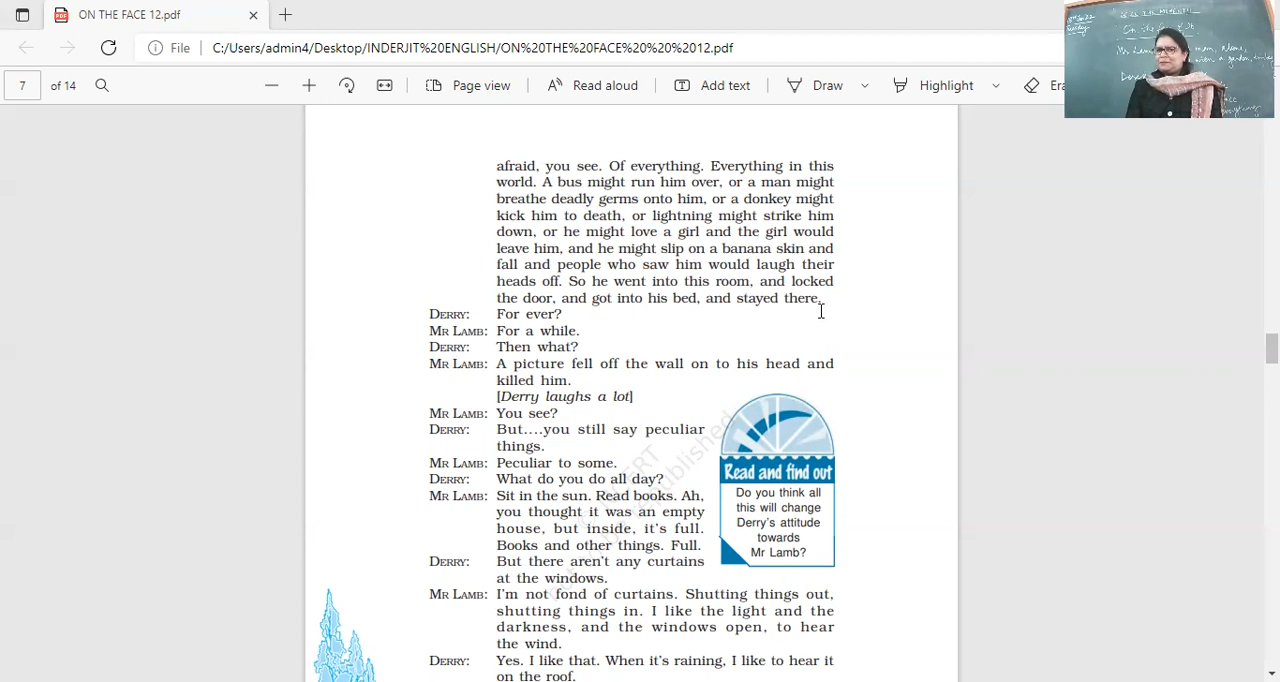 ON THE FACE 12.pdf
File
C:/Users/admin4/Desktop/INDERJIT%20ENGLISH/ON%20THE%20FACE%20%20%2012.pdf
7 of 14
Page view
Read aloud
Add text
Draw
Highlight
On the
Mr Lamb
afraid, you see. Of everything. Everything in this
world. A bus might run him over, or a man might
breathe deadly germs onto him, or a donkey might
kick him to death, or lightning might strike him
down, or he might love a girl and the girl would
leave him, and he might slip on a banana skin and
fall and people who saw him would laugh their
heads off. So he went into this room, and locked
the door, and got into his bed, and stayed there.
DERRY: For ever?
MR LAMB: For a while.
DERRY: Then what?
MR LAMB: A picture fell off the wall on to his head and
killed him.
[Derry laughs a lot]
MR LAMB: You see?
DERRY: But....you still say peculiar
things.
MR LAMB: Peculiar to some.
DERRY: What do you do all day?
MR LAMB: Sit in the sun. Read books. Ah,
you thought it was an empty
house, but inside, it's full.
Books and other things. Full.
DERRY: But there aren't any curtains
at the windows.
MR LAMB: I'm not fond of curtains. Shutting things out,
shutting things in. I like the light and the
darkness, and the windows open, to hear
the wind.
DERRY: Yes. I like that. When it's raining, I like to hear it
on the roof.
Read and find out
Do you think all
this will change
Derry's attitude
towards
Mr Lamb?